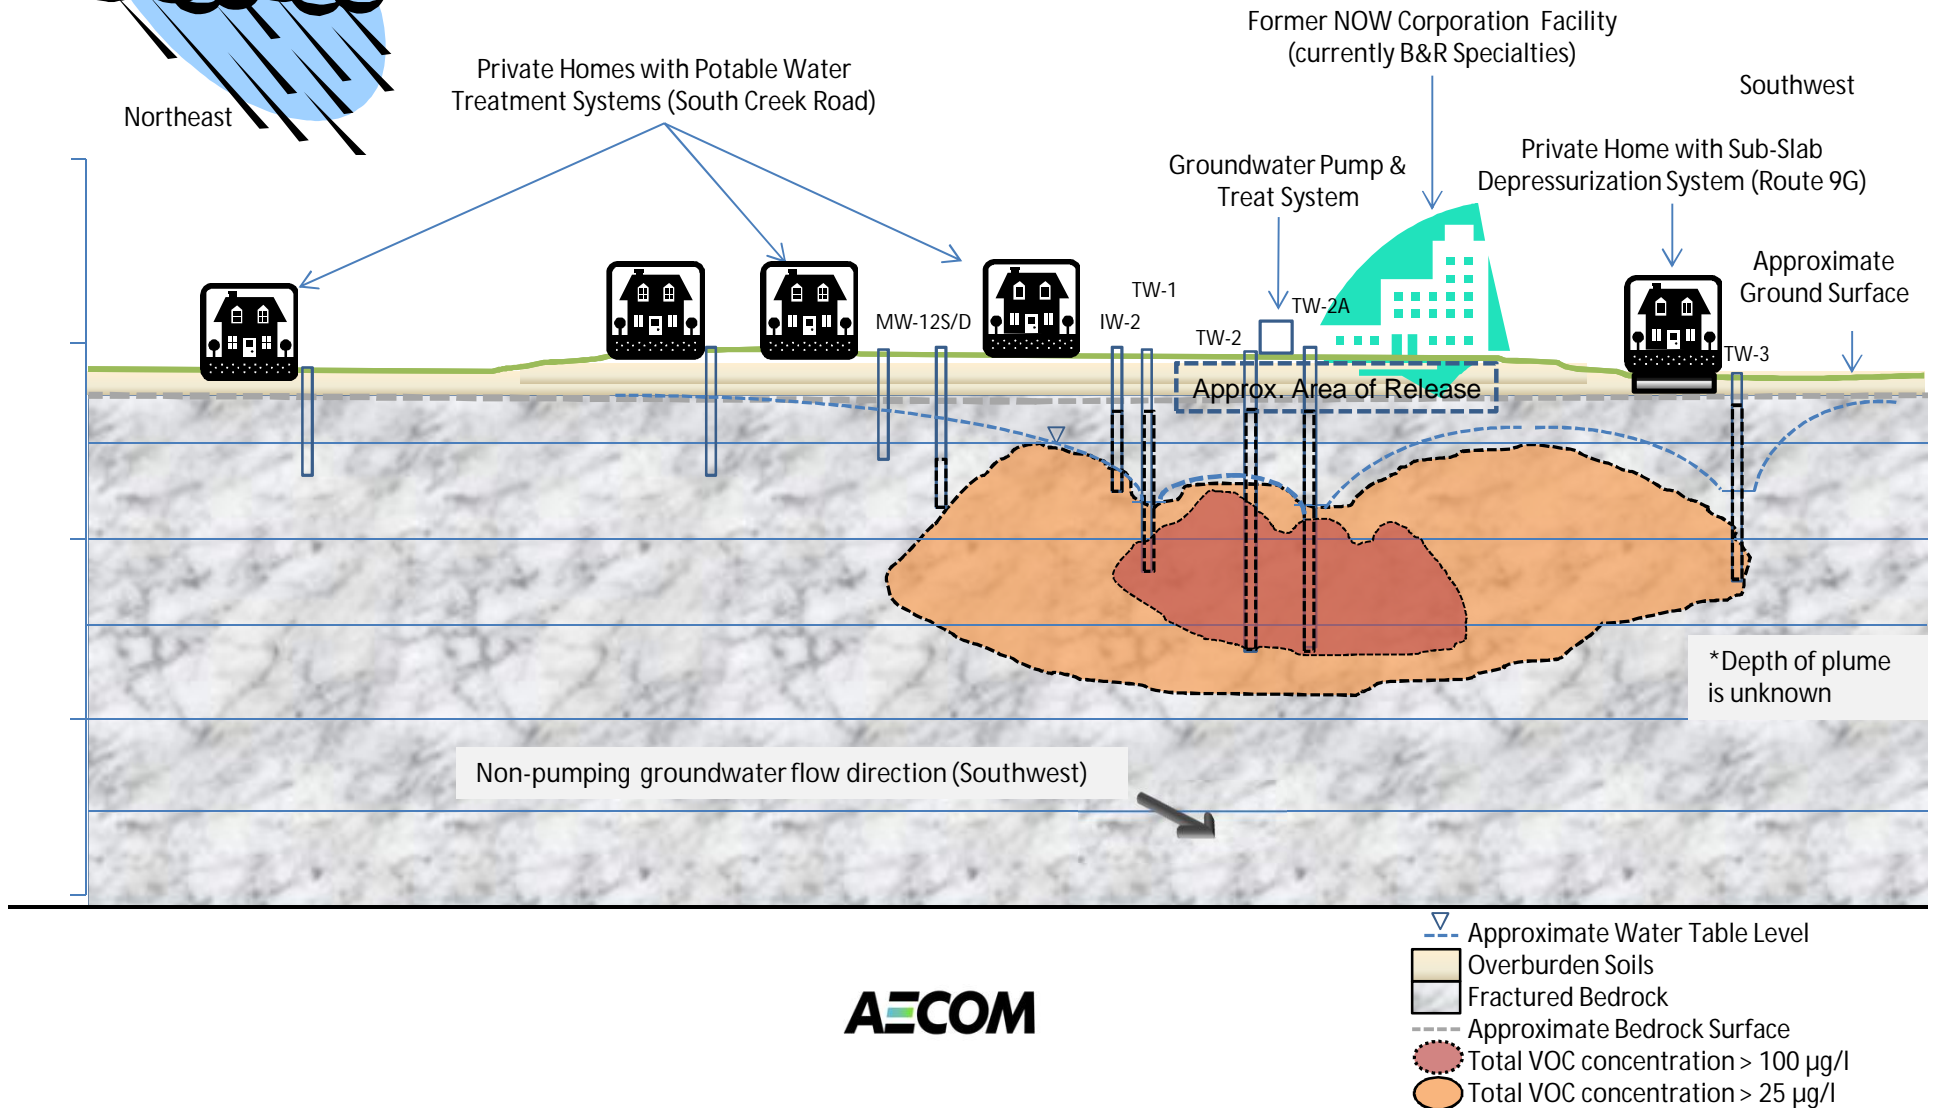 Former NOW Corporation Facility
(currently B&R Specialties)
Private Homes with Potable Water
Treatment Systems (South Creek Road)
Northeast
Southwest
Groundwater Pump &
Treat System
Private Home with Sub-Slab
Depressurization System (Route 9G)
Approximate
Ground Surface
TW-1
TW-2A
MW-12S/D
IW-2
TW-2
TW-3
Approx. Area of Release
*Depth of plume
is unknown
Non-pumping groundwater flow direction (Southwest)
Approximate Water Table Level
Overburden Soils
Fractured Bedrock
Approximate Bedrock Surface
Total VOC concentration > 100 µg/l
Total VOC concentration > 25 µg/l
AECOM